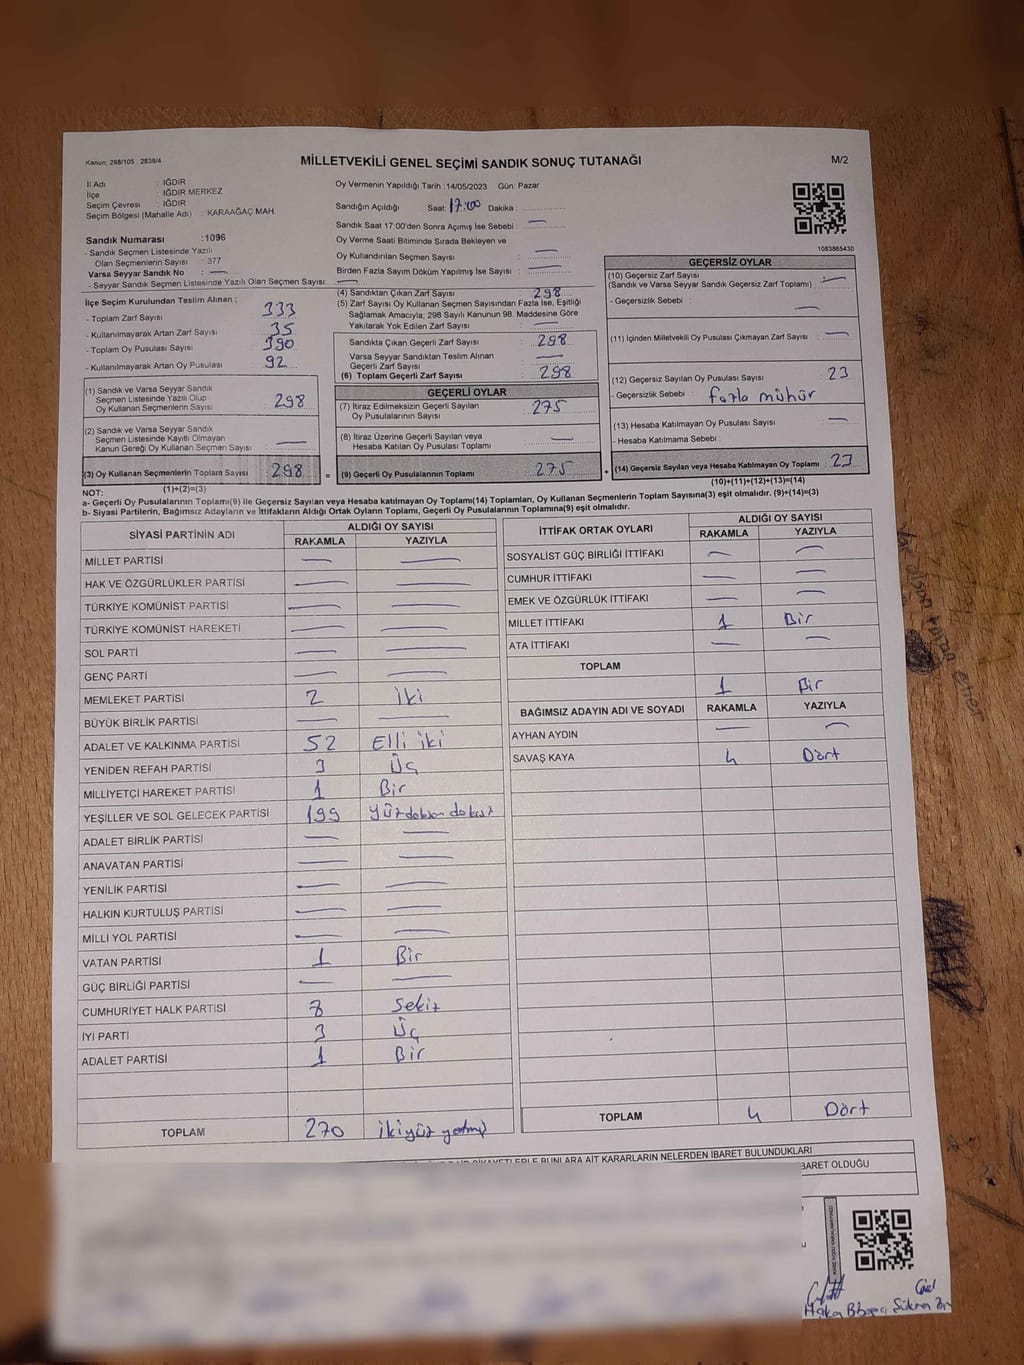 Kanun: 298/105 , 2839/4
MİLLETVEKİLİ GENEL SEÇİMİ SANDIK SONUÇ TUTANAĞI
M/2
İl Adı : IĞDIR
İlçe : IĞDIR MERKEZ
Seçim Çevresi : IĞDIR
Seçim Bölgesi (Mahalle Adı) : KARAAĞAÇ MAH.
Sandık Numarası :1096
- Sandık Seçmen Listesinde Yazılı
Olan Seçmenlerin Sayısı : 377
Varsa Seyyar Sandık No : —
- Seyyar Sandık Seçmen Listesinde Yazılı Olan Seçmen Sayısı: —
Oy Vermenin Yapıldığı Tarih :14/05/2023 Gün: Pazar
Sandığın Açıldığı Saat: 17:00 Dakika :
Sandık Saat 17:00'den Sonra Açımış İse Sebebi : —
Oy Verme Saati Bitiminde Sırada Bekleyen ve
Oy Kullandırılan Seçmen Sayısı : —
Birden Fazla Sayım Döküm Yapılmış İse Sayısı : —
1083865430
İlçe Seçim Kurulundan Teslim Alınan ;
- Toplam Zarf Sayısı : 333
- Kullanılmayarak Artan Zarf Sayısı : 35
- Toplam Oy Pusulası Sayısı : 390
- Kullanılmayarak Artan Oy Pusulası : 92
(1) Sandık ve Varsa Seyyar Sandık
Seçmen Listesinde Yazılı Olup
Oy Kullanan Seçmenlerin Sayısı : 298
(2) Sandık ve Varsa Seyyar Sandık
Seçmen Listesinde Kayıtlı Olmayan
Kanun Gereği Oy Kullanan Seçmen Sayısı : —
(3) Oy Kullanan Seçmenlerin Toplam Sayısı : 298
(1)+(2)=(3)
(4) Sandıktan Çıkan Zarf Sayısı : 298
(5) Zarf Sayısı Oy Kullanan Seçmen Sayısından Fazla İse, Eşitliği
Sağlamak Amacıyla; 298 Sayılı Kanunun 98. Maddesine Göre
Yakılarak Yok Edilen Zarf Sayısı : —
Sandıkta Çıkan Geçerli Zarf Sayısı : 298
Varsa Seyyar Sandıktan Teslim Alınan
Geçerli Zarf Sayısı : —
(6) Toplam Geçerli Zarf Sayısı : 298
GEÇERLİ OYLAR
(7) İtiraz Edilmeksizin Geçerli Sayılan
Oy Pusulalarının Sayısı : 275
(8) İtiraz Üzerine Geçerli Sayılan veya
Hesaba Katılan Oy Pusulası Toplamı : —
= (9) Geçerli Oy Pusulalarının Toplamı : 275
GEÇERSİZ OYLAR
(10) Geçersiz Zarf Sayısı
(Sandık ve Varsa Seyyar Sandık Geçersiz Zarf Toplamı) : —
- Geçersizlik Sebebi : —
(11) İçinden Milletvekili Oy Pusulası Çıkmayan Zarf Sayısı : —
(12) Geçersiz Sayılan Oy Pusulası Sayısı : 23
- Geçersizlik Sebebi : fazla mühür
(13) Hesaba Katılmayan Oy Pusulası Sayısı : —
- Hesaba Katılmama Sebebi :
+ (14) Geçersiz Sayılan veya Hesaba Katılmayan Oy Toplamı : 23
(10)+(11)+(12)+(13)=(14)
NOT:
a- Geçerli Oy Pusulalarının Toplamı(9) ile Geçersiz Sayılan veya Hesaba katılmayan Oy Toplamı(14) Toplamları, Oy Kullanan Seçmenlerin Toplam Sayısına(3) eşit olmalıdır. (9)+(14)=(3)
b- Siyasi Partilerin, Bağımsız Adayların ve İttifakların Aldığı Ortak Oyların Toplamı, Geçerli Oy Pusulalarının Toplamına(9) eşit olmalıdır.
SİYASİ PARTİNİN ADI ALDIĞI OY SAYISI
RAKAMLA YAZIYLA
MİLLET PARTİSİ — —
HAK VE ÖZGÜRLÜKLER PARTİSİ — —
TÜRKİYE KOMÜNİST PARTİSİ — —
TÜRKİYE KOMÜNİST HAREKETİ — —
SOL PARTİ — —
GENÇ PARTİ — —
MEMLEKET PARTİSİ 2 iki
BÜYÜK BİRLİK PARTİSİ — —
ADALET VE KALKINMA PARTİSİ 52 Elli iki
YENİDEN REFAH PARTİSİ 3 Üç
MİLLİYETÇİ HAREKET PARTİSİ 1 Bir
YEŞİLLER VE SOL GELECEK PARTİSİ 199 yüzdoksan dokuz
ADALET BİRLİK PARTİSİ — —
ANAVATAN PARTİSİ — —
YENİLİK PARTİSİ — —
HALKIN KURTULUŞ PARTİSİ — —
MİLLİ YOL PARTİSİ — —
VATAN PARTİSİ 1 Bir
GÜÇ BİRLİĞİ PARTİSİ — —
CUMHURİYET HALK PARTİSİ 8 Sekiz
İYİ PARTİ 3 Üç
ADALET PARTİSİ 1 Bir
TOPLAM 270 ikiyüz yetmiş
İTTİFAK ORTAK OYLARI ALDIĞI OY SAYISI
RAKAMLA YAZIYLA
SOSYALİST GÜÇ BİRLİĞİ İTTİFAKI — —
CUMHUR İTTİFAKI — —
EMEK VE ÖZGÜRLÜK İTTİFAKI — —
MİLLET İTTİFAKI 1 Bir
ATA İTTİFAKI — —
TOPLAM
1 Bir
BAĞIMSIZ ADAYIN ADI VE SOYADI RAKAMLA YAZIYLA
AYHAN AYDIN — —
SAVAŞ KAYA 4 Dört
TOPLAM 4 Dört
BUNLARA AİT KARARLARIN NELERDEN İBARET BULUNDUKLARI
BARET OLDUĞU